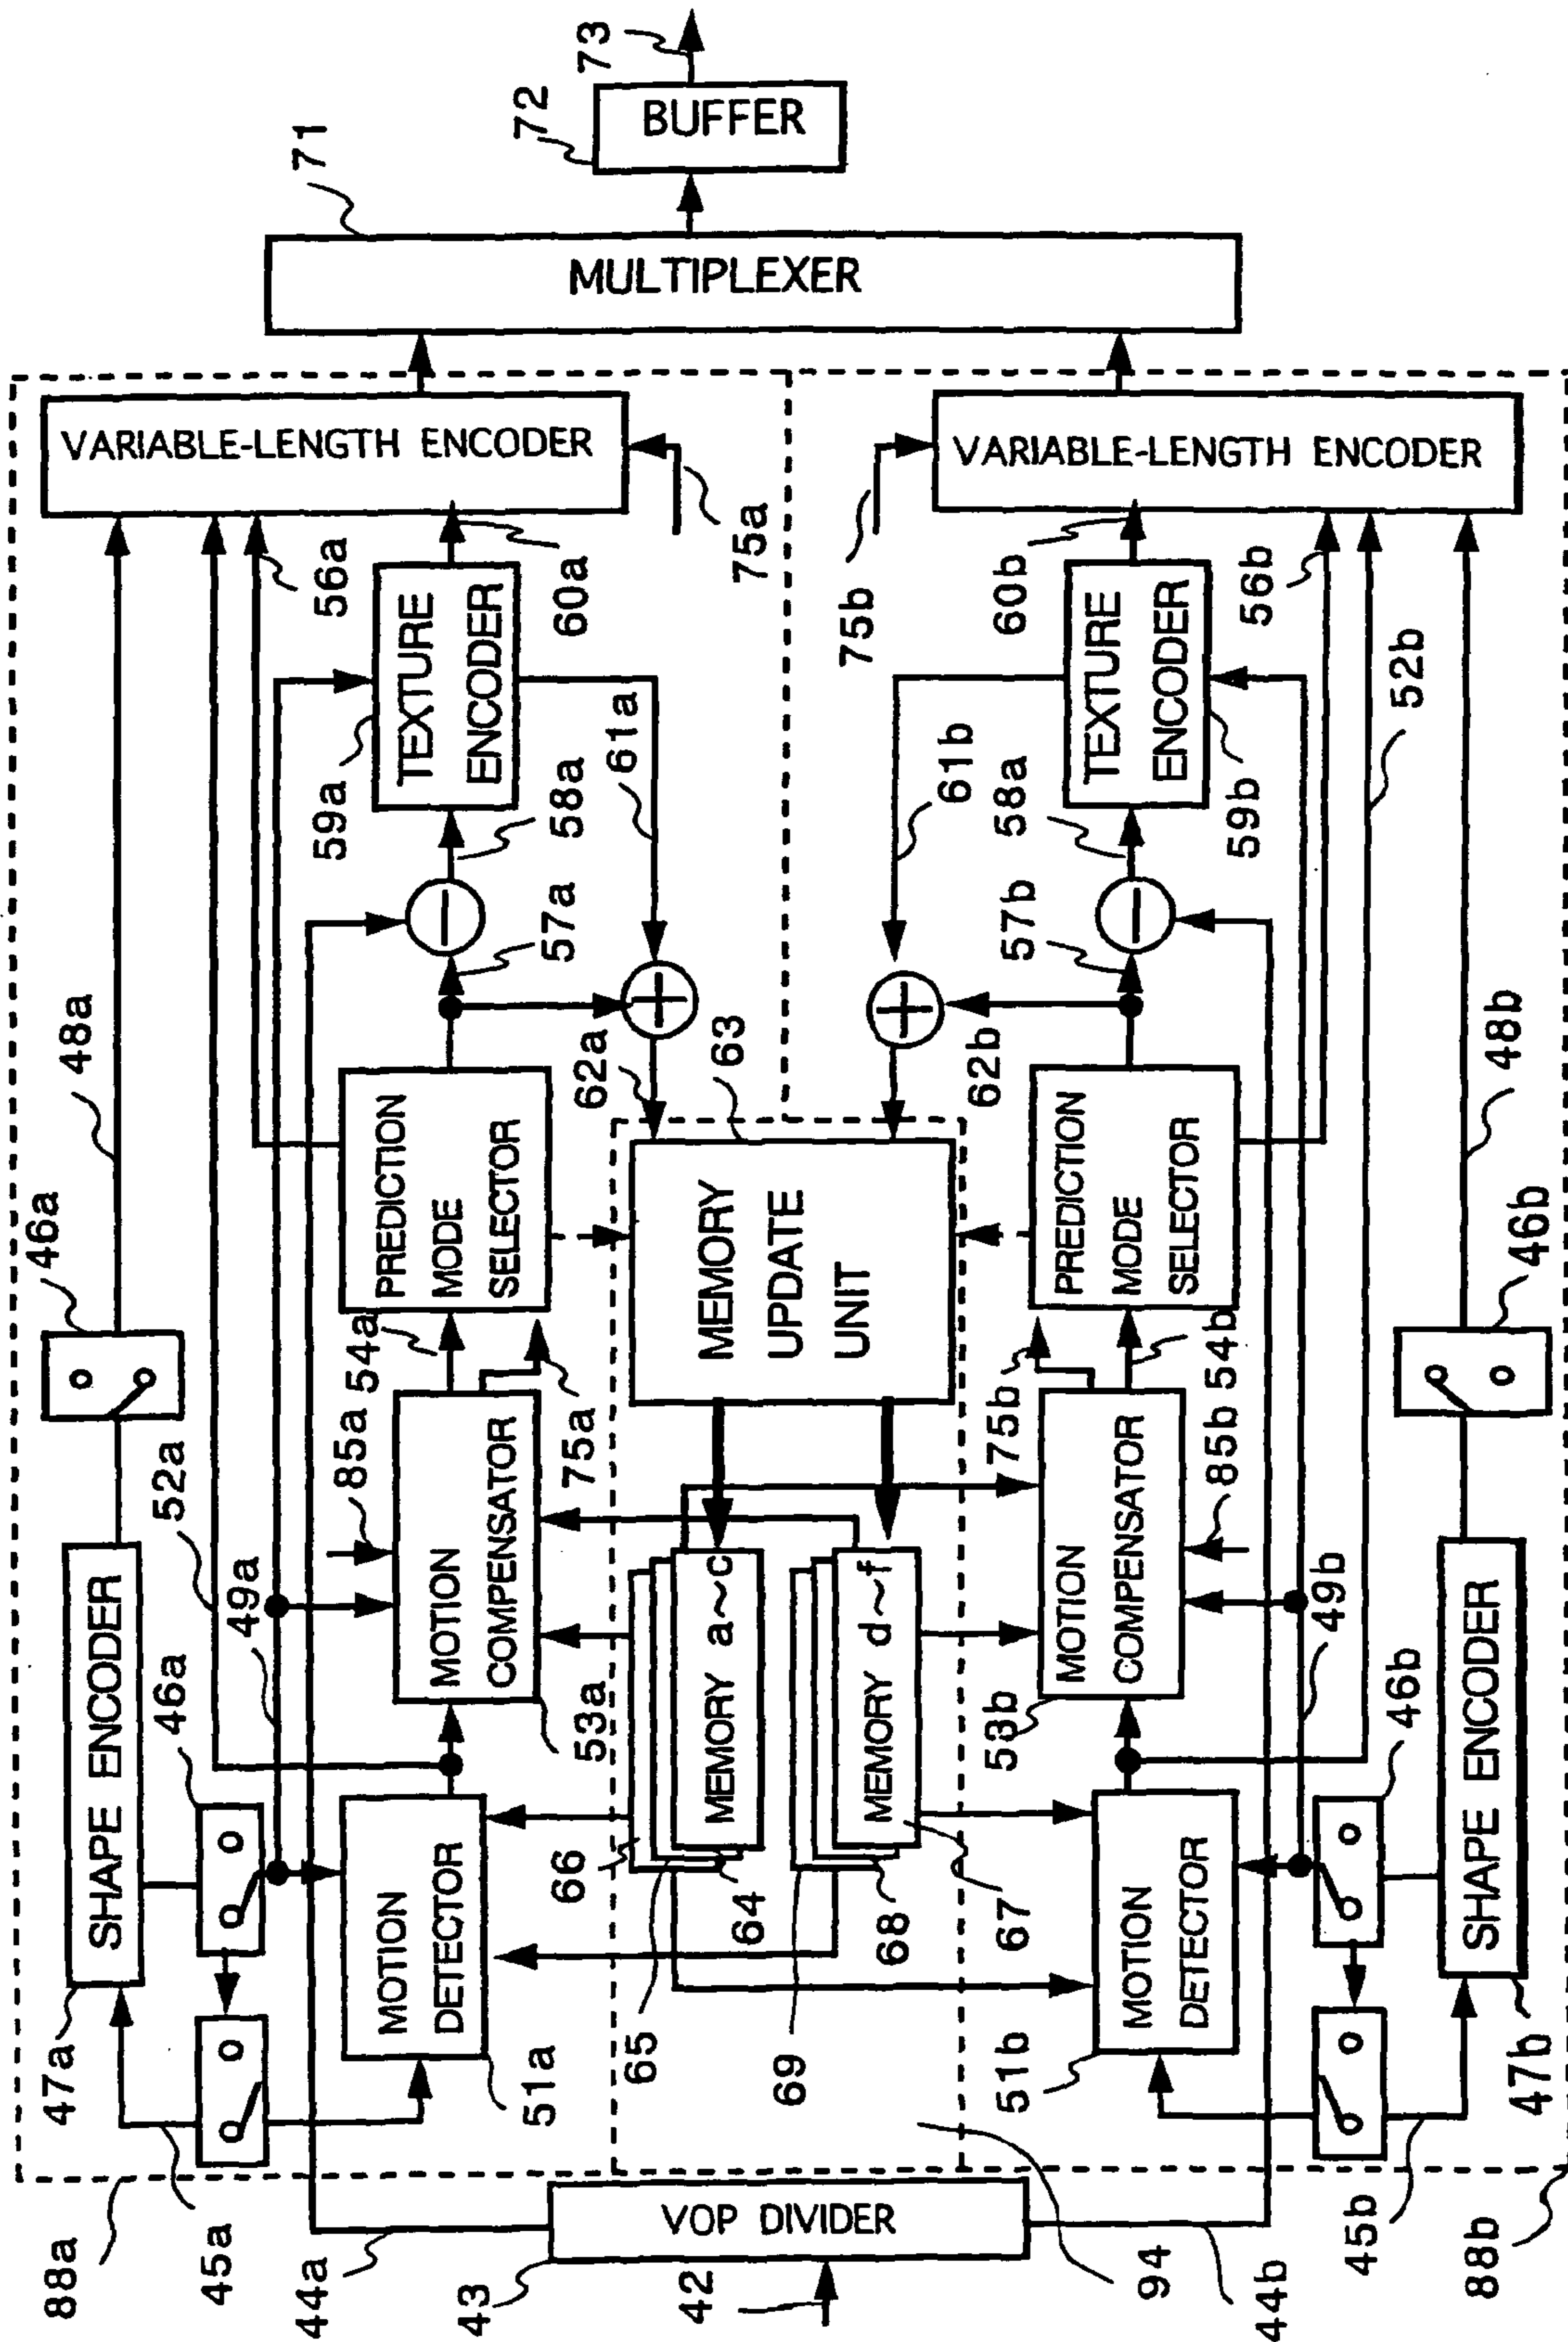 88a
45a
47a
SHAPE ENCODER
46a
48a
46a
52a
49a
44a
51a
MOTION
DETECTOR
53a
MOTION
COMPENSATOR
85a
54a
75a
PREDICTION
MODE
SELECTOR
57a
58a
59a
TEXTURE
ENCODER
56a
60a
61a
62a
75a
VARIABLE-LENGTH ENCODER
43
VOP DIVIDER
42
94
66
65
64
MEMORY a~c
69
68
67
MEMORY d~f
MEMORY
UPDATE
UNIT
63
71
MULTIPLEXER
72
BUFFER
73
75b
VARIABLE-LENGTH ENCODER
61b
62b
60b
58a
57b
59b
TEXTURE
ENCODER
56b
52b
PREDICTION
MODE
SELECTOR
75b
54b
85b
MOTION
COMPENSATOR
53b
MOTION
DETECTOR
51b
49b
46b
46b
48b
SHAPE ENCODER
47b
45b
44b
88b